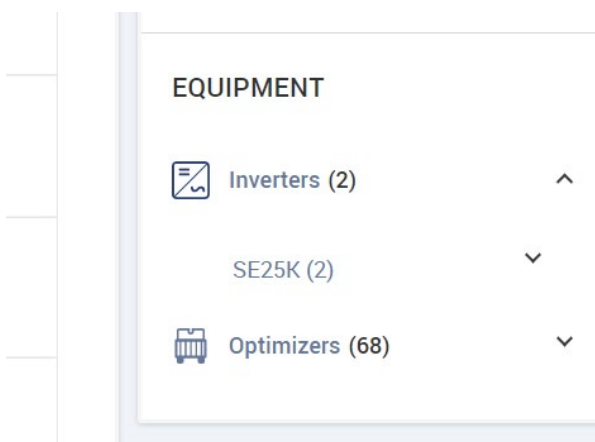 EQUIPMENT
Inverters (2)
SE25K (2)
Optimizers (68)